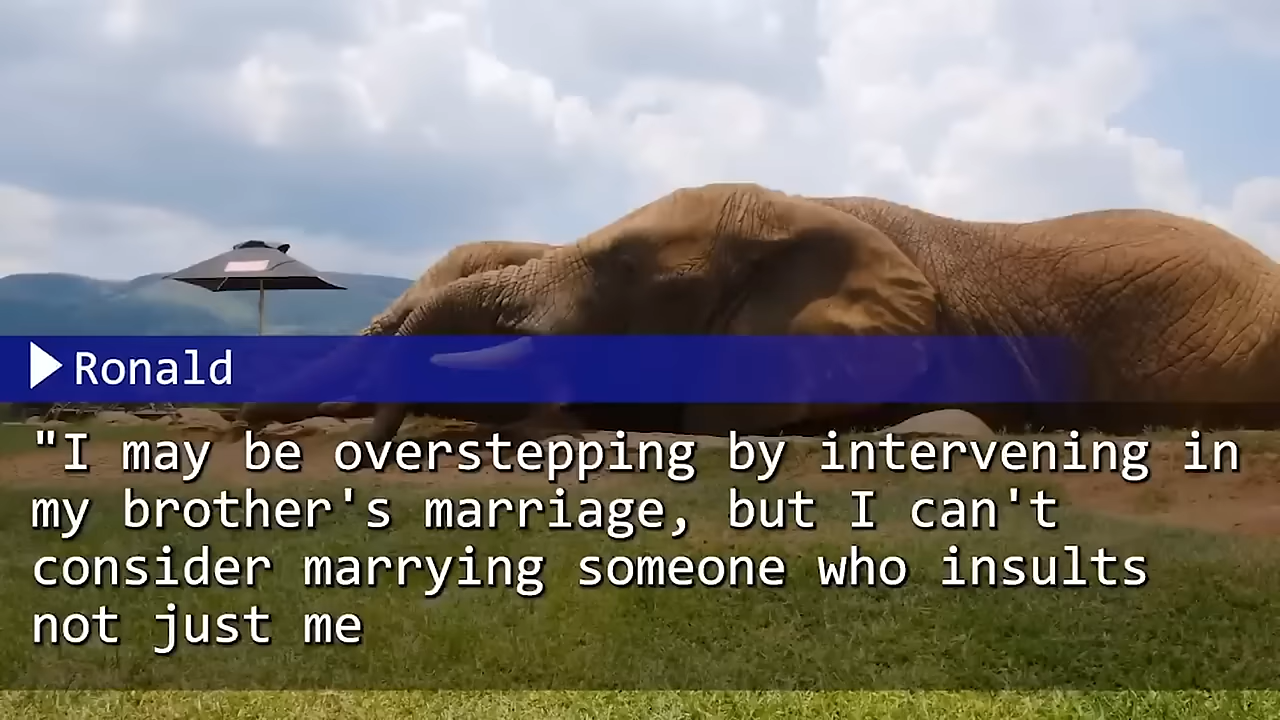 Ronald
"I may be overstepping by intervening in
my brother's marriage, but I can't
consider marrying someone who insults
not just me